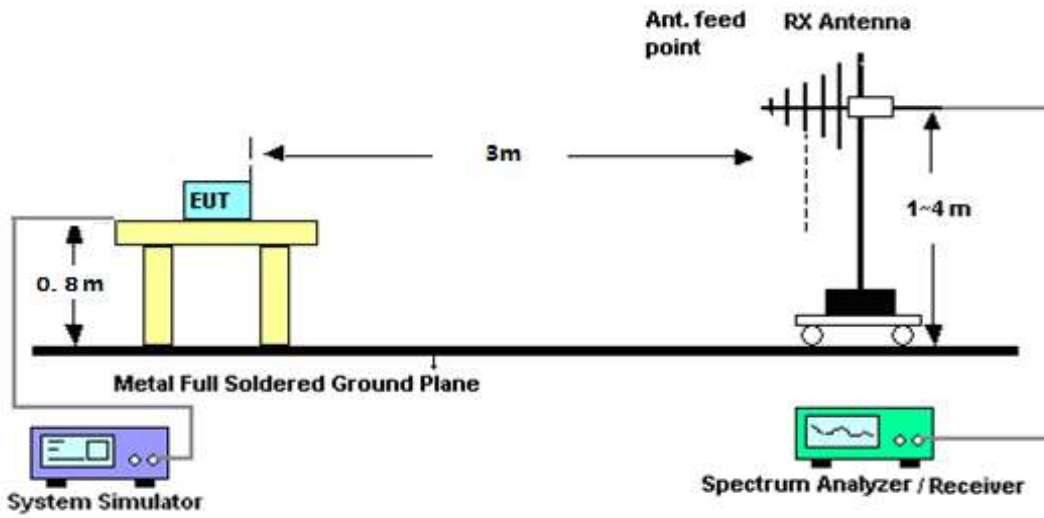 Ant. feed
point
RX Antenna
3m
EUT
1~4 m
0. 8 m
Metal Full Soldered Ground Plane
System Simulator
Spectrum Analyzer / Receiver